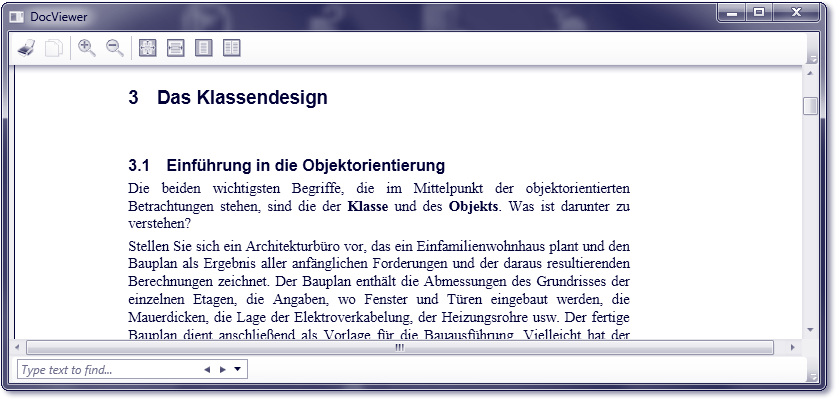 DocViewer
3 Das Klassendesign
3.1 Einführung in die Objektorientierung
Die beiden wichtigsten Begriffe, die im Mittelpunkt der objektorientierten
Betrachtungen stehen, sind die der Klasse und des Objekts. Was ist darunter zu
verstehen?
Stellen Sie sich ein Architekturbüro vor, das ein Einfamilienwohnhaus plant und den
Bauplan als Ergebnis aller anfänglichen Forderungen und der daraus resultierenden
Berechnungen zeichnet. Der Bauplan enthält die Abmessungen des Grundrisses der
einzelnen Etagen, die Angaben, wo Fenster und Türen eingebaut werden, die
Mauerdicken, die Lage der Elektroverkabelung, der Heizungsrohre usw. Der fertige
Bauplan dient anschließend als Vorlage für die Bauausführung. Vielleicht hat der
Type text to find...